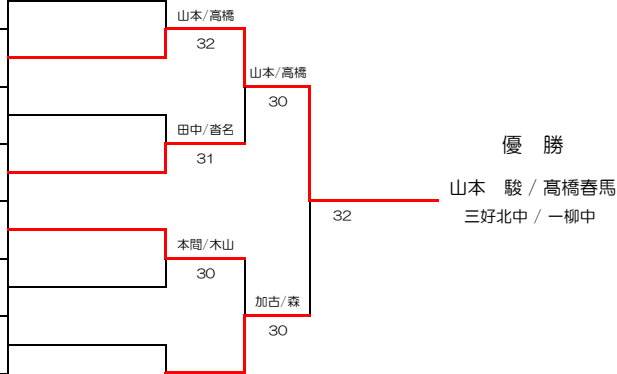 山本/高橋
32
山本/高橋
30
田中/沓名
31
優　勝
山本　駿 / 髙橋春馬
三好北中 / 一柳中
32
本間/木山
30
加古/森
30